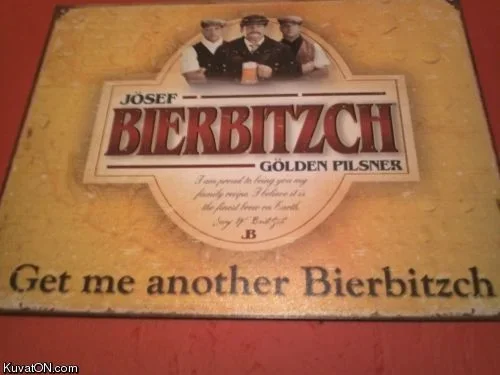 JÖSEF
BIERBITZCH
GÖLDEN PILSNER
I am proud to bring you my
family recipe. I believe it is
the finest brew on Earth.
JB
Get me another Bierbitzch
KuvatON.com